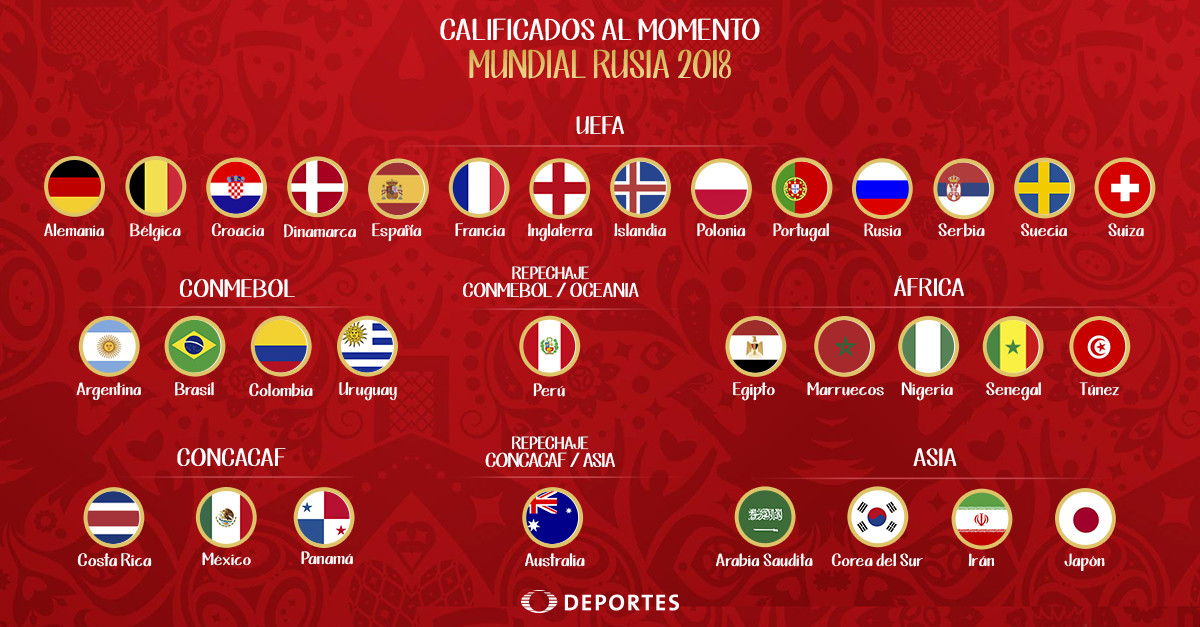 CALIFICADOS AL MOMENTO
MUNDIAL RUSIA 2018
UEFA
Alemania Bélgica Croacia Dinamarca España Francia Inglaterra Islandia Polonia Portugal Rusia Serbia Suecia Suiza
CONMEBOL
Argentina Brasil Colombia Uruguay
REPECHAJE
CONMEBOL / OCEANIA
Perú
ÁFRICA
Egipto Marruecos Nigeria Senegal Túnez
CONCACAF
Costa Rica México Panamá
REPECHAJE
CONCACAF / ASIA
Australia
ASIA
Arabia Saudita Corea del Sur Irán Japón
DEPORTES